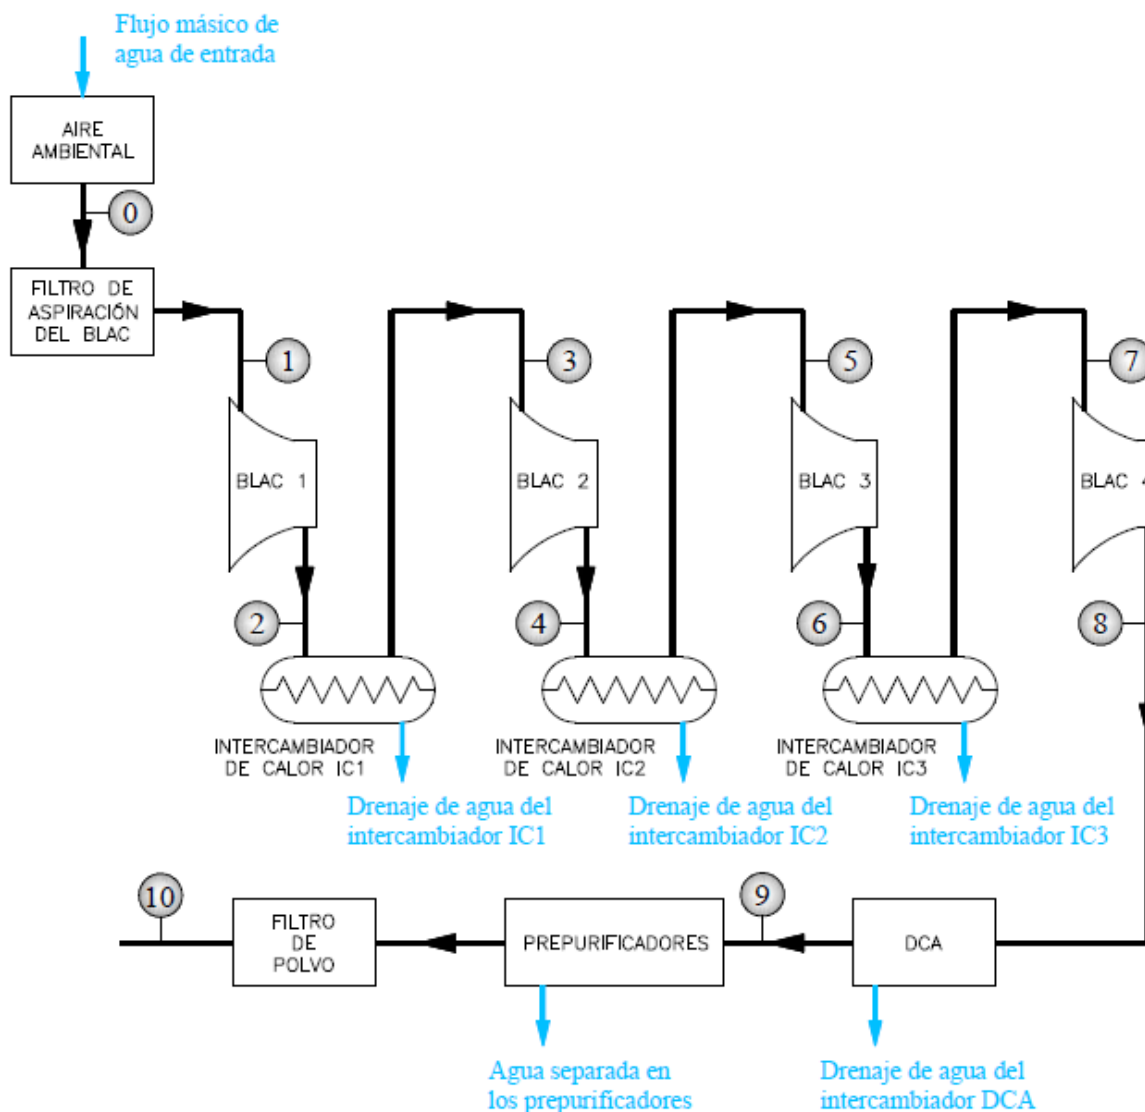 Flujo másico de
agua de entrada
AIRE
AMBIENTAL
0
FILTRO DE
ASPIRACIÓN
DEL BLAC
1
3
5
7
BLAC 1
BLAC 2
BLAC 3
BLAC 4
2
4
6
8
INTERCAMBIADOR
DE CALOR IC1
INTERCAMBIADOR
DE CALOR IC2
INTERCAMBIADOR
DE CALOR IC3
Drenaje de agua del
intercambiador IC1
Drenaje de agua del
intercambiador IC2
Drenaje de agua del
intercambiador IC3
10
FILTRO
DE
POLVO
PREPURIFICADORES
9
DCA
Agua separada en
los prepurificadores
Drenaje de agua del
intercambiador DCA